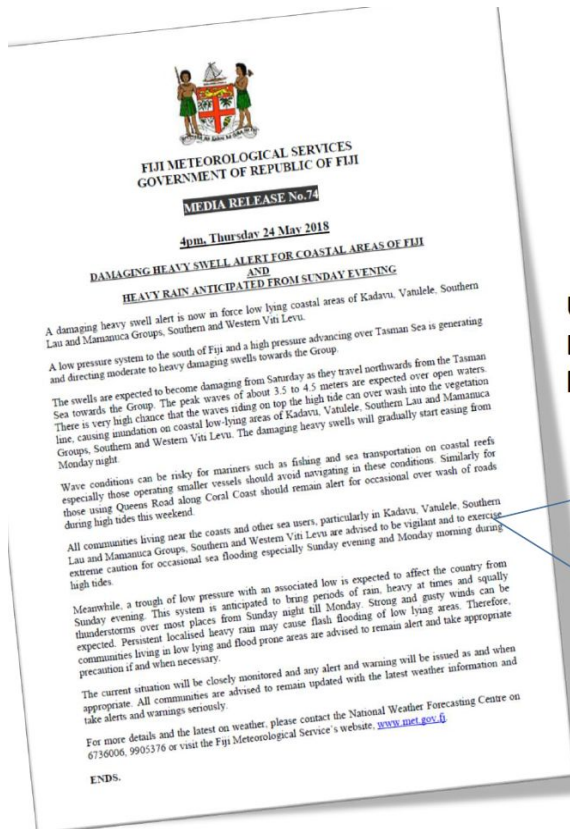 FIJI METEOROLOGICAL SERVICES
GOVERNMENT OF REPUBLIC OF FIJI
MEDIA RELEASE No.74
4pm, Thursday 24 May 2018
DAMAGING HEAVY SWELL ALERT FOR COASTAL AREAS OF FIJI
AND
HEAVY RAIN ANTICIPATED FROM SUNDAY EVENING
A damaging heavy swell alert is now in force low lying coastal areas of Kadavu, Vatulele, Southern
Lau and Mamanuca Groups, Southern and Western Viti Levu.
A low pressure system to the south of Fiji and a high pressure advancing over Tasman Sea is generating
and directing moderate to heavy damaging swells towards the Group.
The swells are expected to become damaging from Saturday as they travel northwards from the Tasman
Sea towards the Group. The peak waves of about 3.5 to 4.5 meters are expected over open waters.
There is very high chance that the waves riding on top the high tide can over wash into the vegetation
line, causing inundation on coastal low-lying areas of Kadavu, Vatulele, Southern Lau and Mamanuca
Groups, Southern and Western Viti Levu. The damaging heavy swells will gradually start easing from
Monday night.
Wave conditions can be risky for mariners such as fishing and sea transportation on coastal reefs
especially those operating smaller vessels should avoid navigating in these conditions. Similarly for
those using Queens Road along Coral Coast should remain alert for occasional over wash of roads
during high tides this weekend.
All communities living near the coasts and other sea users, particularly in Kadavu, Vatulele, Southern
Lau and Mamanuca Groups, Southern and Western Viti Levu are advised to be vigilant and to exercise
extreme caution for occasional sea flooding especially Sunday evening and Monday morning during
high tides.
Meanwhile, a trough of low pressure with an associated low is expected to affect the country from
Sunday evening. This system is anticipated to bring periods of rain, heavy at times and squally
thunderstorms over most places from Sunday night till Monday. Strong and gusty winds can be
expected. Persistent localised heavy rain may cause flash flooding of low lying areas. Therefore,
communities living in low lying and flood prone areas are advised to remain alert and take appropriate
precaution if and when necessary.
The current situation will be closely monitored and any alert and warning will be issued as and when
appropriate. All communities are advised to remain updated with the latest weather information and
take alerts and warnings seriously.
For more details and the latest on weather, please contact the National Weather Forecasting Centre on
6736006, 9905376 or visit the Fiji Meteorological Service's website, www.met.gov.fj.
ENDS.